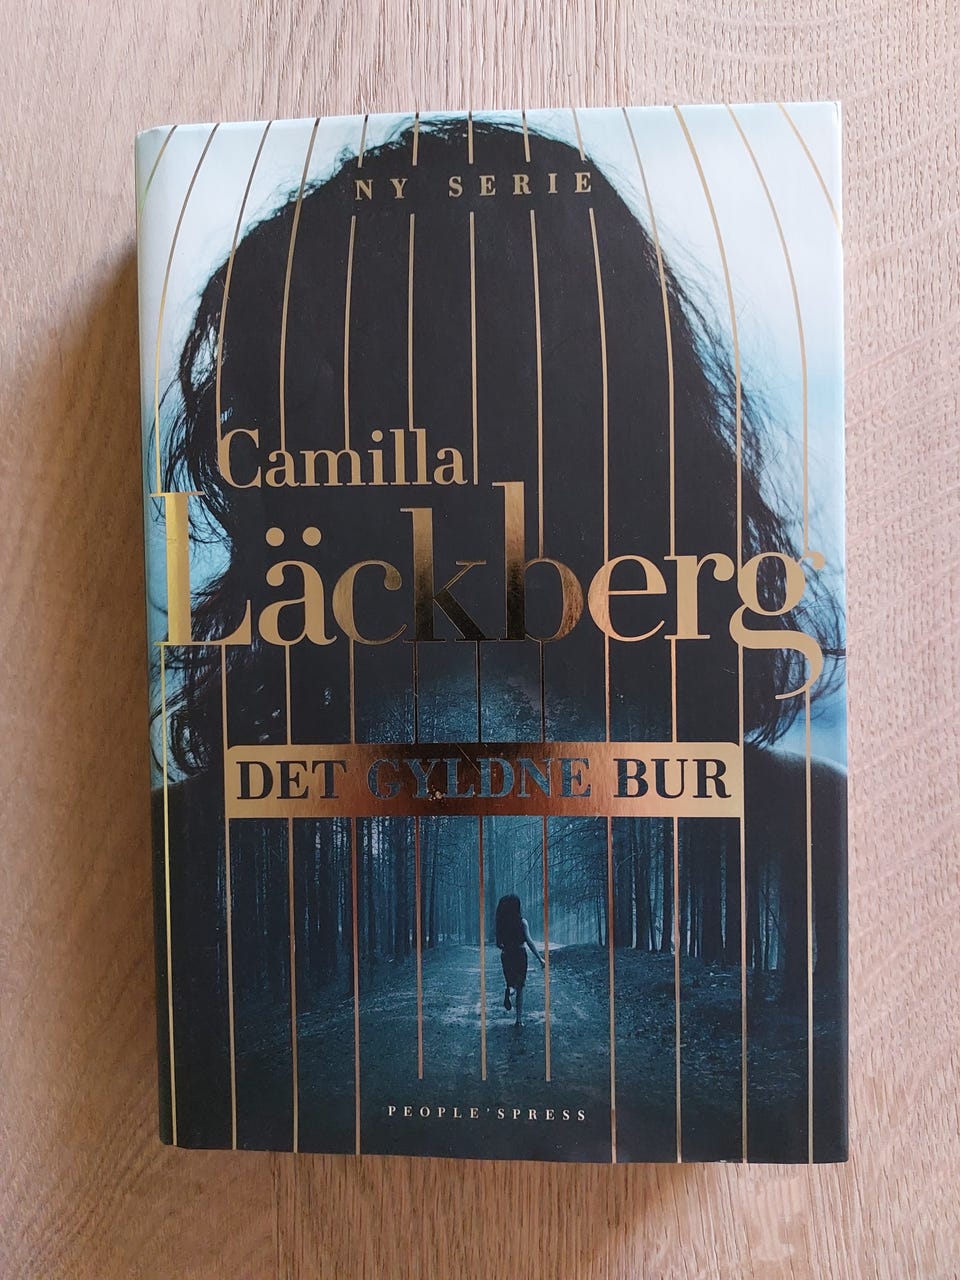 NY SERIE
Camilla
Läckberg
DET GYLDNE BUR
PEOPLE'SPRESS